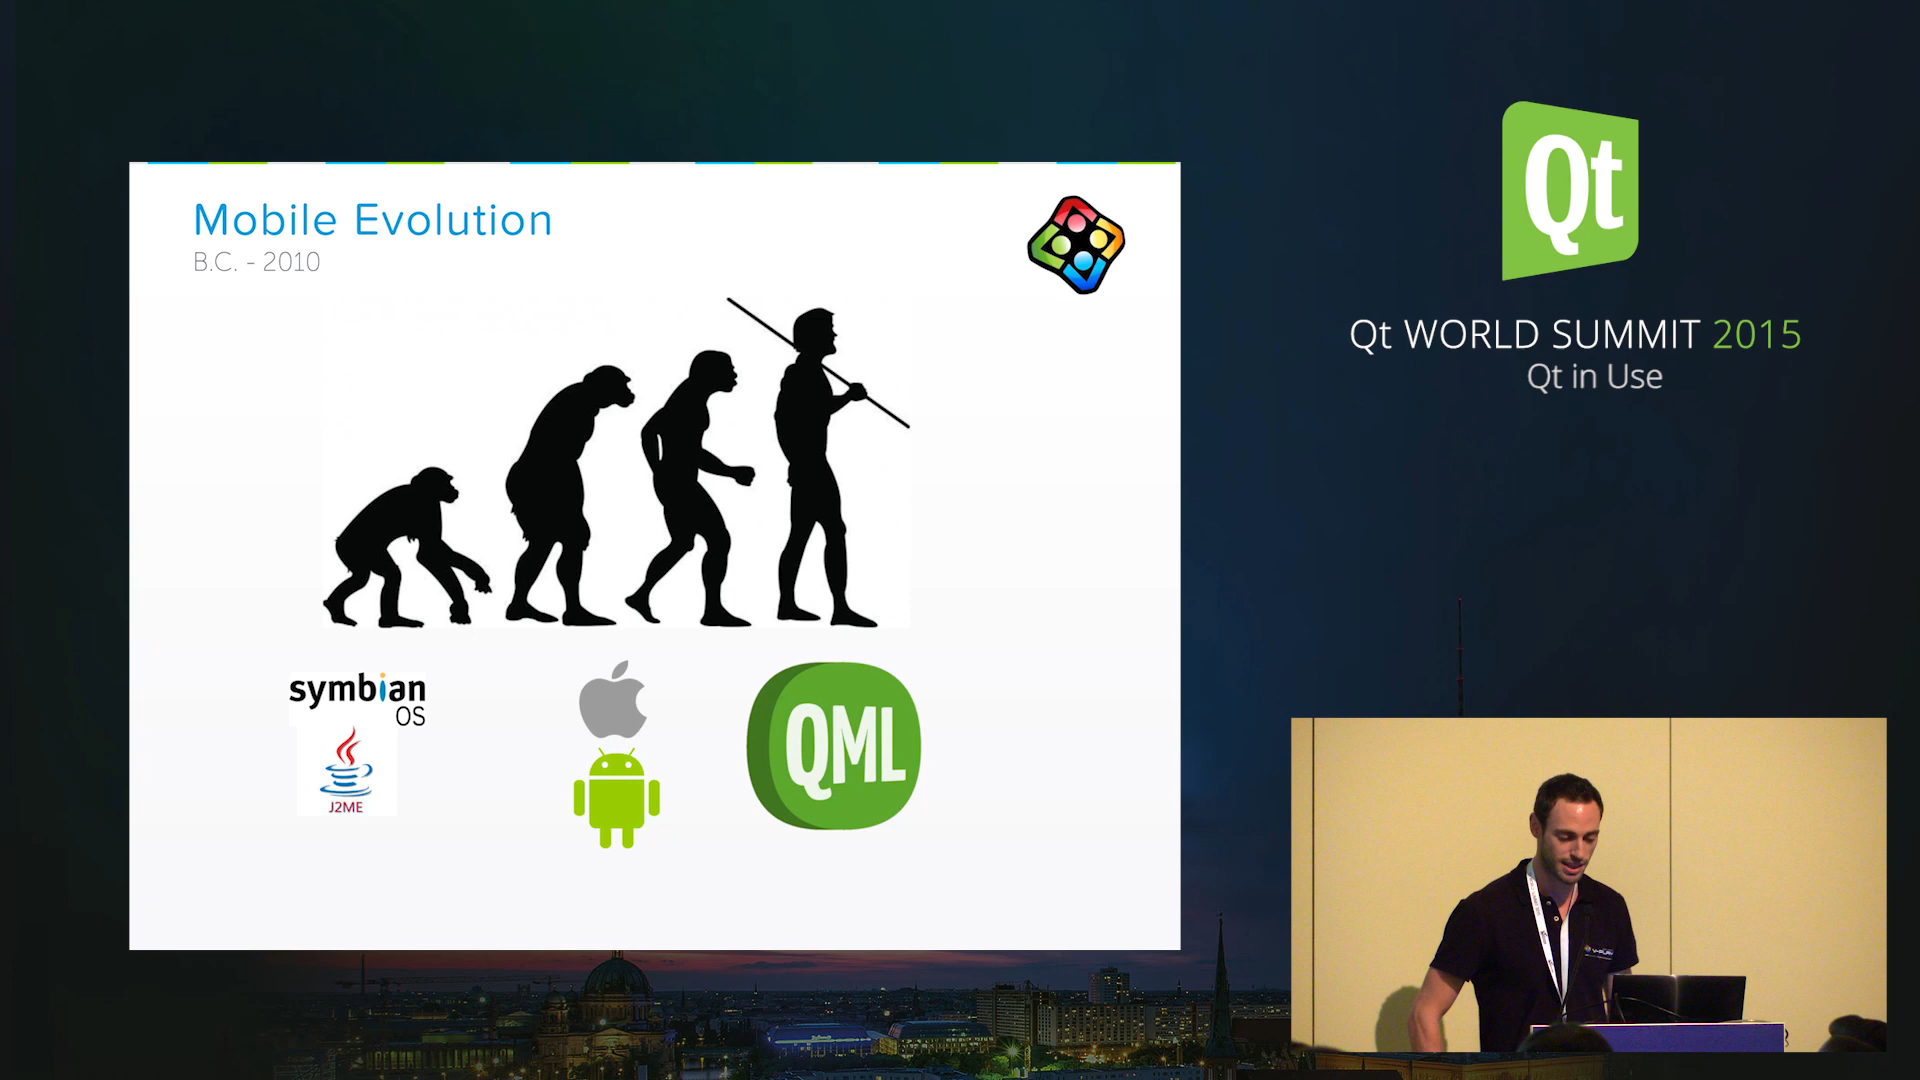 Mobile Evolution
B.C. - 2010
symbian
OS
J2ME
QML
Qt
Qt WORLD SUMMIT 2015
Qt in Use